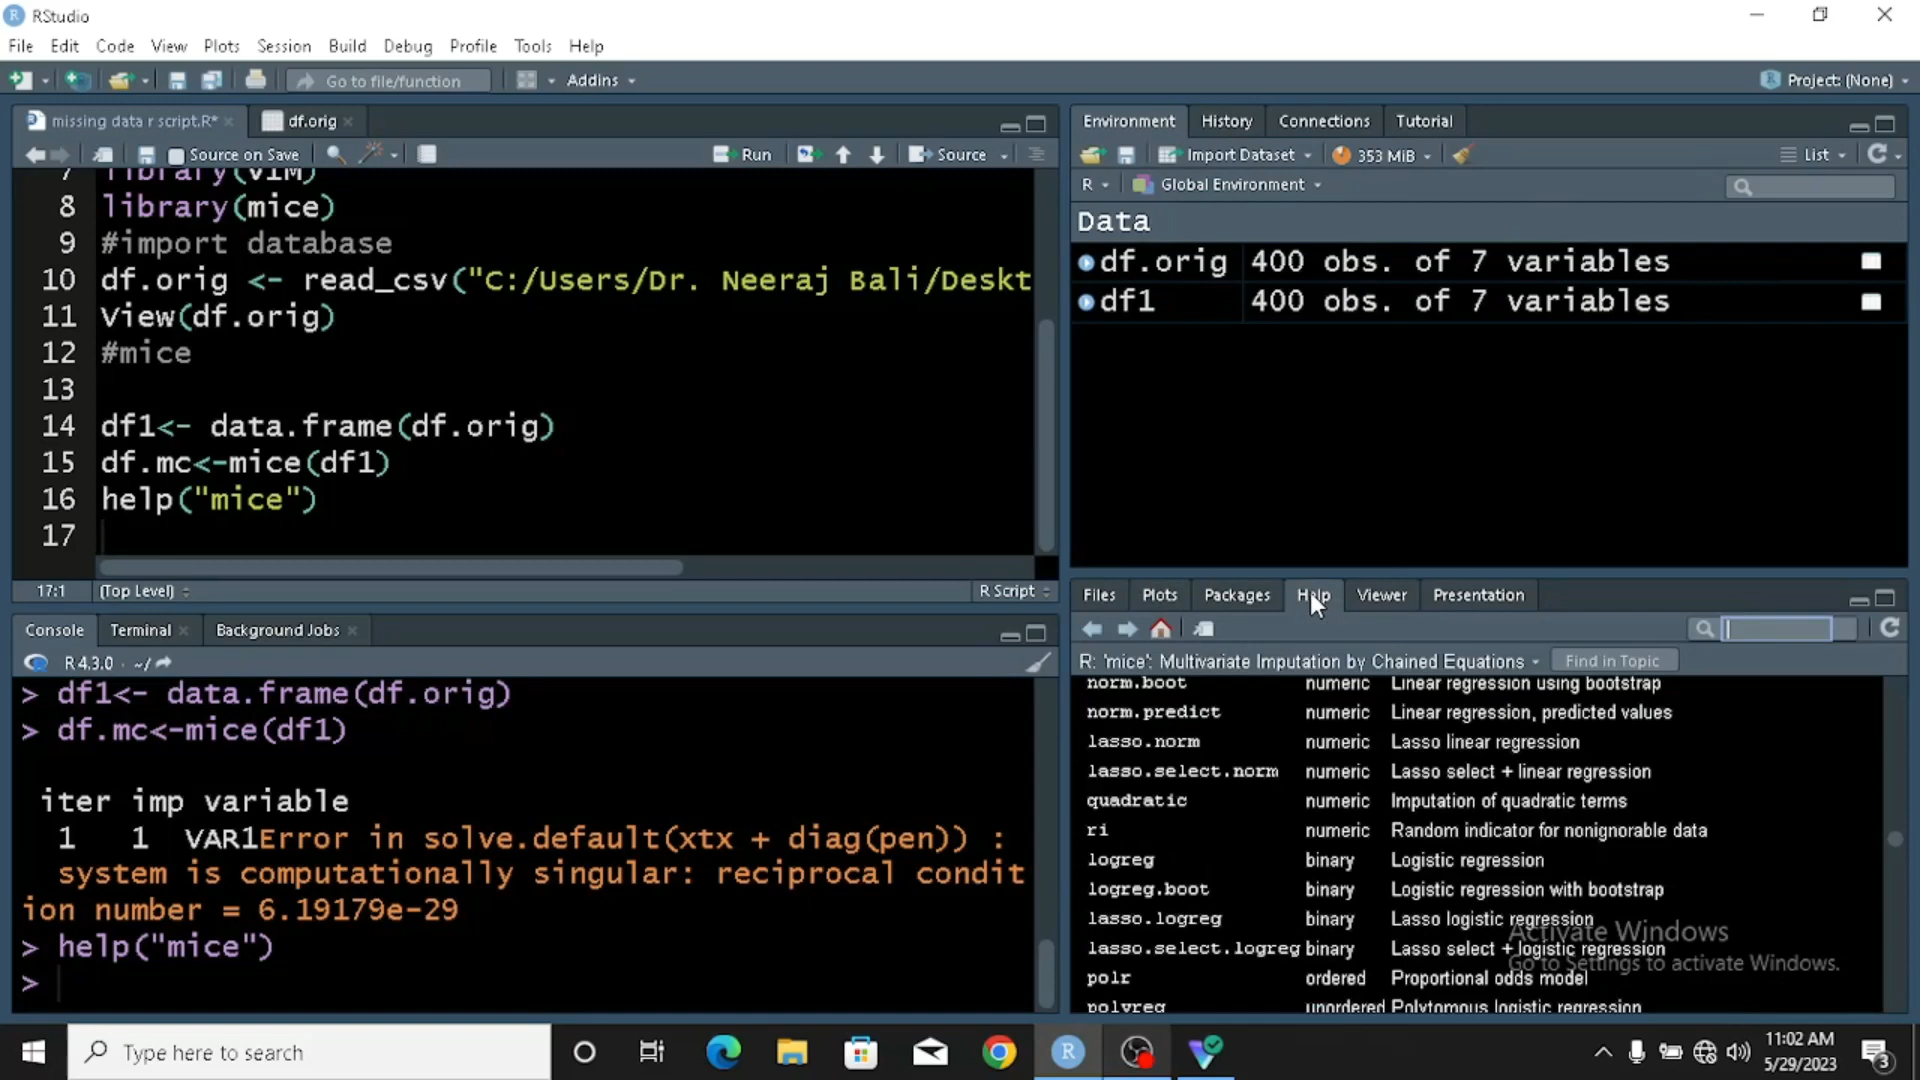 RStudio
File Edit Code View Plots Session Build Debug Profile Tools Help
Go to file/function Addins Project: (None)
missing data r script.R* df.orig
Source on Save Run Source
7 library(VIM)
8 library(mice)
9 #import database
10 df.orig <- read_csv("C:/Users/Dr. Neeraj Bali/Deskt
11 View(df.orig)
12 #mice
13
14 df1<- data.frame(df.orig)
15 df.mc<-mice(df1)
16 help("mice")
17
17:1 (Top Level) R Script
Console Terminal Background Jobs
R 4.3.0 · ~/
> df1<- data.frame(df.orig)
> df.mc<-mice(df1)
iter imp variable
1 1 VAR1Error in solve.default(xtx + diag(pen)) :
system is computationally singular: reciprocal condit
ion number = 6.19179e-29
> help("mice")
>
Environment History Connections Tutorial
Import Dataset 353 MiB List
R Global Environment
Data
df.orig 400 obs. of 7 variables
df1 400 obs. of 7 variables
Files Plots Packages Help Viewer Presentation
R: 'mice': Multivariate Imputation by Chained Equations Find in Topic
norm.boot numeric Linear regression using bootstrap
norm.predict numeric Linear regression, predicted values
lasso.norm numeric Lasso linear regression
lasso.select.norm numeric Lasso select + linear regression
quadratic numeric Imputation of quadratic terms
ri numeric Random indicator for nonignorable data
logreg binary Logistic regression
logreg.boot binary Logistic regression with bootstrap
lasso.logreg binary Lasso logistic regression
lasso.select.logreg binary Lasso select + logistic regression
polr ordered Proportional odds model
polyreg unordered Polytomous logistic regression
Activate Windows
Go to Settings to activate Windows.
Type here to search
11:02 AM
5/29/2023
3